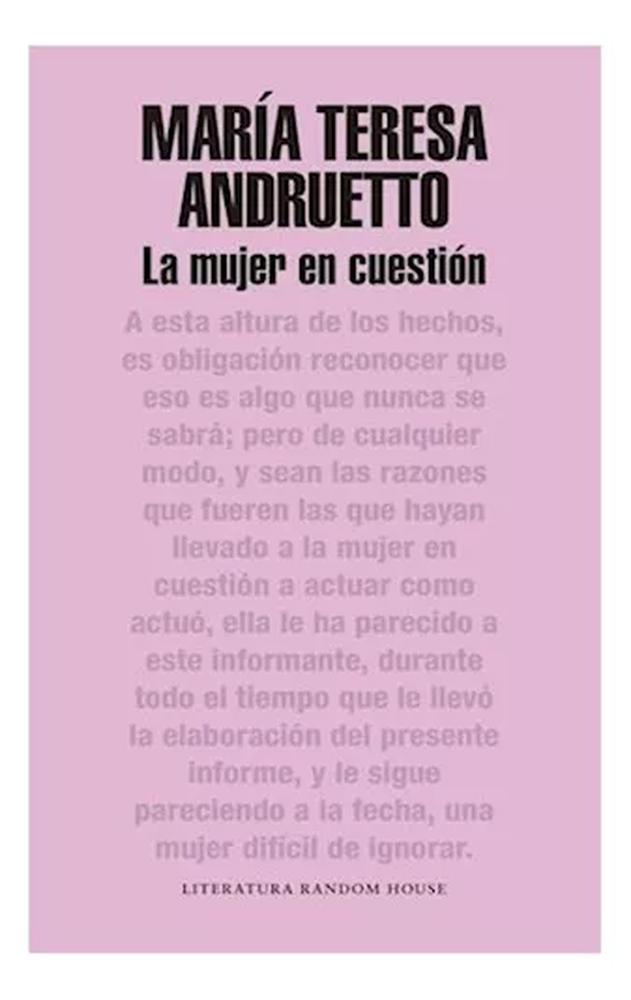 MARÍA TERESA
ANDRUETTO
La mujer en cuestión
A esta altura de los hechos,
es obligación reconocer que
eso es algo que nunca se
sabrá; pero de cualquier
modo, y sean las razones
que fueren las que hayan
llevado a la mujer en
cuestión a actuar como
actuó, ella le ha parecido a
este informante, durante
todo el tiempo que le llevó
la elaboración del presente
informe, y le sigue
pareciendo a la fecha, una
mujer difícil de ignorar.
LITERATURA RANDOM HOUSE